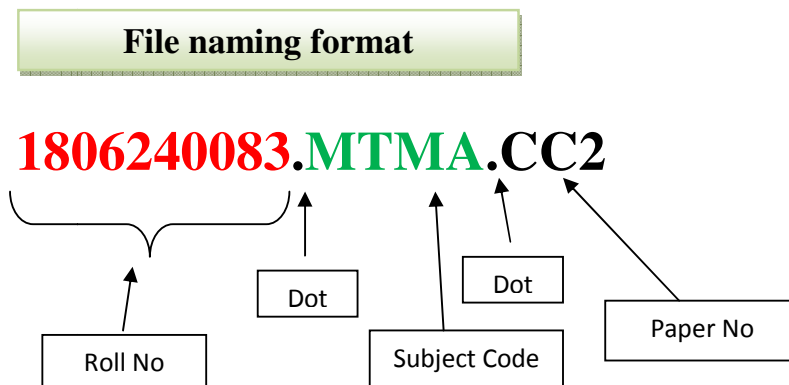 File naming format
1806240083.MTMA.CC2
Dot
Dot
Roll No
Subject Code
Paper No